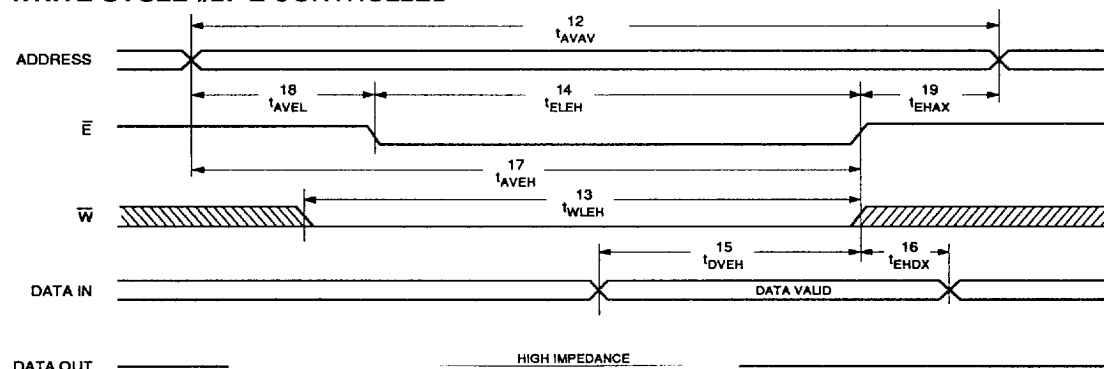 12
tAVAV
ADDRESS
18
tAVEL
14
tELEH
19
tEHAX
E
17
tAVEH
13
tWLEH
W
15
tDVEH
16
tEHDX
DATA IN
DATA VALID
DATA OUT
HIGH IMPEDANCE